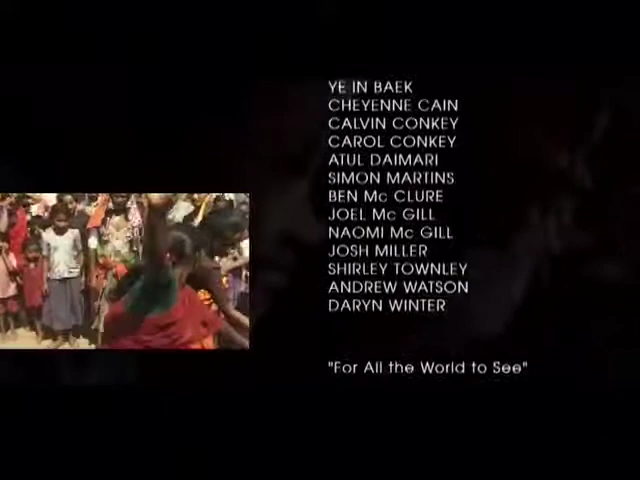 YE IN BAEK
CHEYENNE CAIN
CALVIN CONKEY
CAROL CONKEY
ATUL DAIMARI
SIMON MARTINS
BEN Mc CLURE
JOEL Mc GILL
NAOMI Mc GILL
JOSH MILLER
SHIRLEY TOWNLEY
ANDREW WATSON
DARYN WINTER
"For All the World to See"